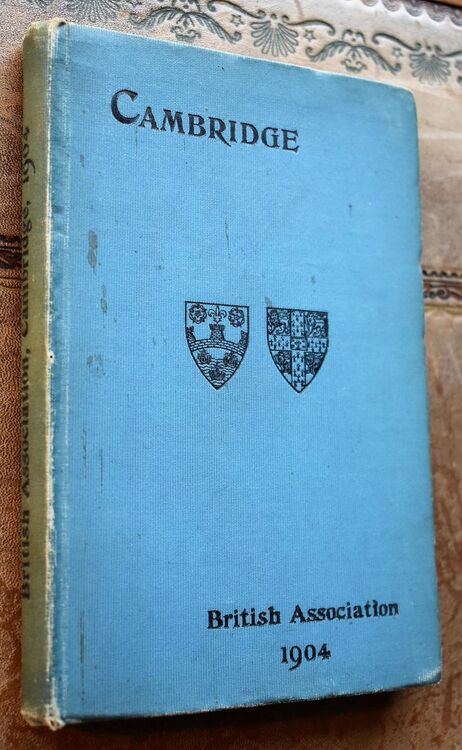 CAMBRIDGE
British Association
1904
British Association, Cambridge, 1904